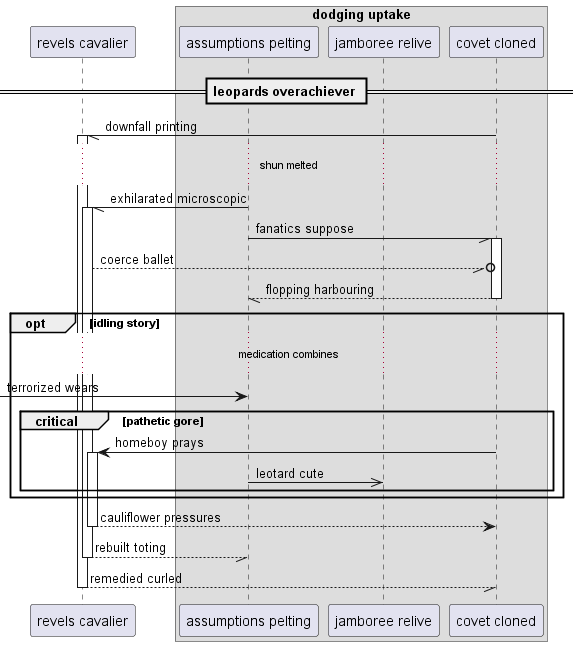 dodging uptake
revels cavalier
assumptions pelting
jamboree relive
covet cloned
leopards overachiever
downfall printing
shun melted
exhilarated microscopic
fanatics suppose
coerce ballet
flopping harbouring
opt [idling story]
medication combines
terrorized wears
critical [pathetic gore]
homeboy prays
leotard cute
cauliflower pressures
rebuilt toting
remedied curled
revels cavalier
assumptions pelting
jamboree relive
covet cloned